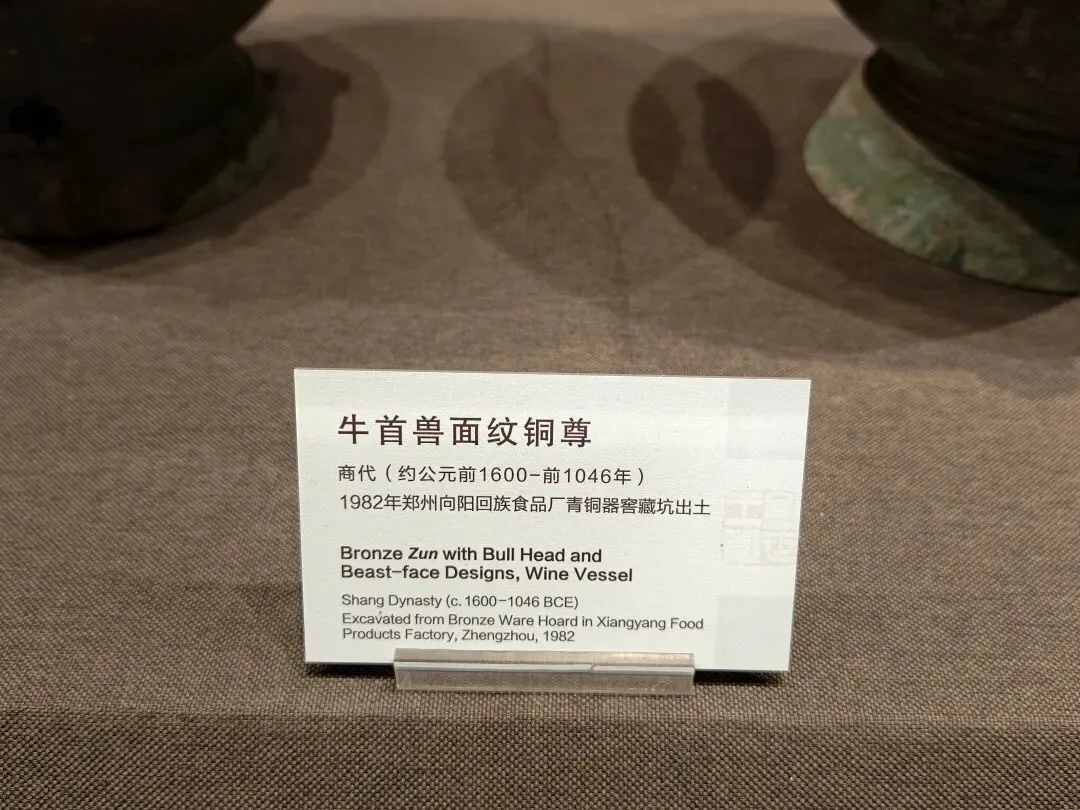 牛首兽面纹铜尊
商代（约公元前1600-前1046年）
1982年郑州向阳回族食品厂青铜器窖藏坑出土
Bronze Zun with Bull Head and
Beast-face Designs, Wine Vessel
Shang Dynasty (c. 1600-1046 BCE)
Excavated from Bronze Ware Hoard in Xiangyang Food
Products Factory, Zhengzhou, 1982